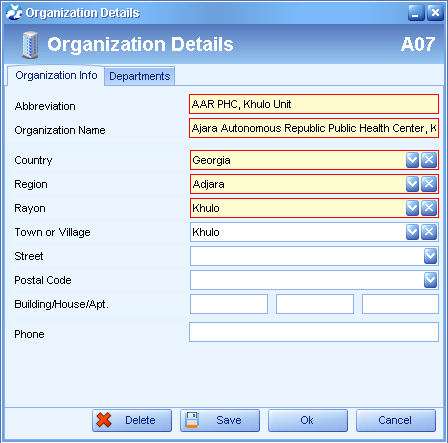 Organization Details
Organization Details A07
Organization Info Departments
Abbreviation AAR PHC, Khulo Unit
Organization Name Ajara Autonomous Republic Public Health Center, K
Country Georgia
Region Adjara
Rayon Khulo
Town or Village Khulo
Street
Postal Code
Building/House/Apt.
Phone
Delete Save Ok Cancel